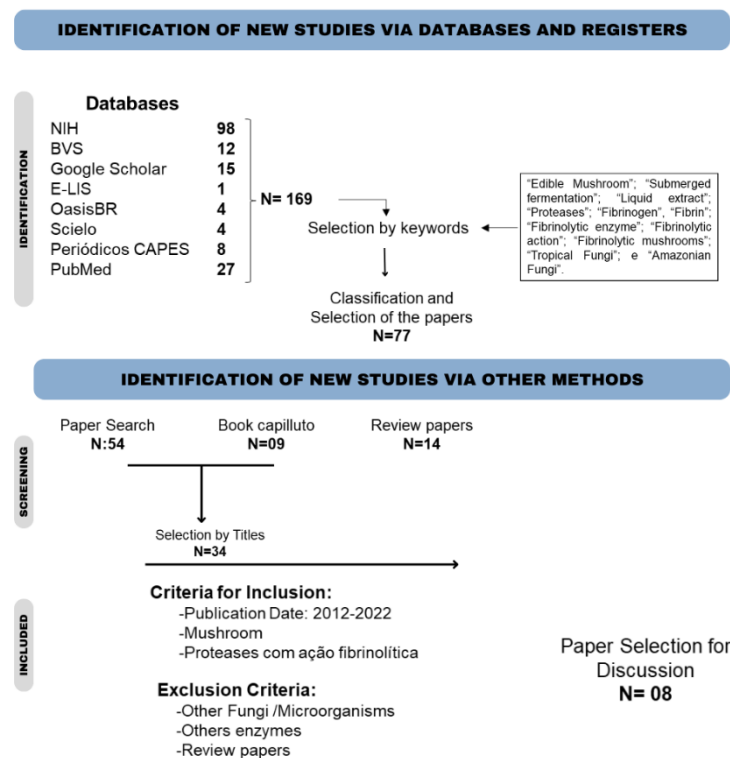 IDENTIFICATION OF NEW STUDIES VIA DATABASES AND REGISTERS
IDENTIFICATION
Databases
NIH 98
BVS 12
Google Scholar 15
E-LIS 1
OasisBR 4
Scielo 4
Periódicos CAPES 8
PubMed 27
N= 169
Selection by keywords
"Edible Mushroom"; "Submerged
fermentation"; "Liquid extract";
"Proteases"; "Fibrinogen", "Fibrin";
"Fibrinolytic enzyme"; "Fibrinolytic
action"; "Fibrinolytic mushrooms";
"Tropical Fungi"; e "Amazonian
Fungi".
Classification and
Selection of the papers
N=77
IDENTIFICATION OF NEW STUDIES VIA OTHER METHODS
SCREENING
Paper Search
N:54
Book capilluto
N=09
Review papers
N=14
Selection by Titles
N=34
INCLUDED
Criteria for Inclusion:
-Publication Date: 2012-2022
-Mushroom
-Proteases com ação fibrinolítica
Exclusion Criteria:
-Other Fungi /Microorganisms
-Others enzymes
-Review papers
Paper Selection for
Discussion
N= 08